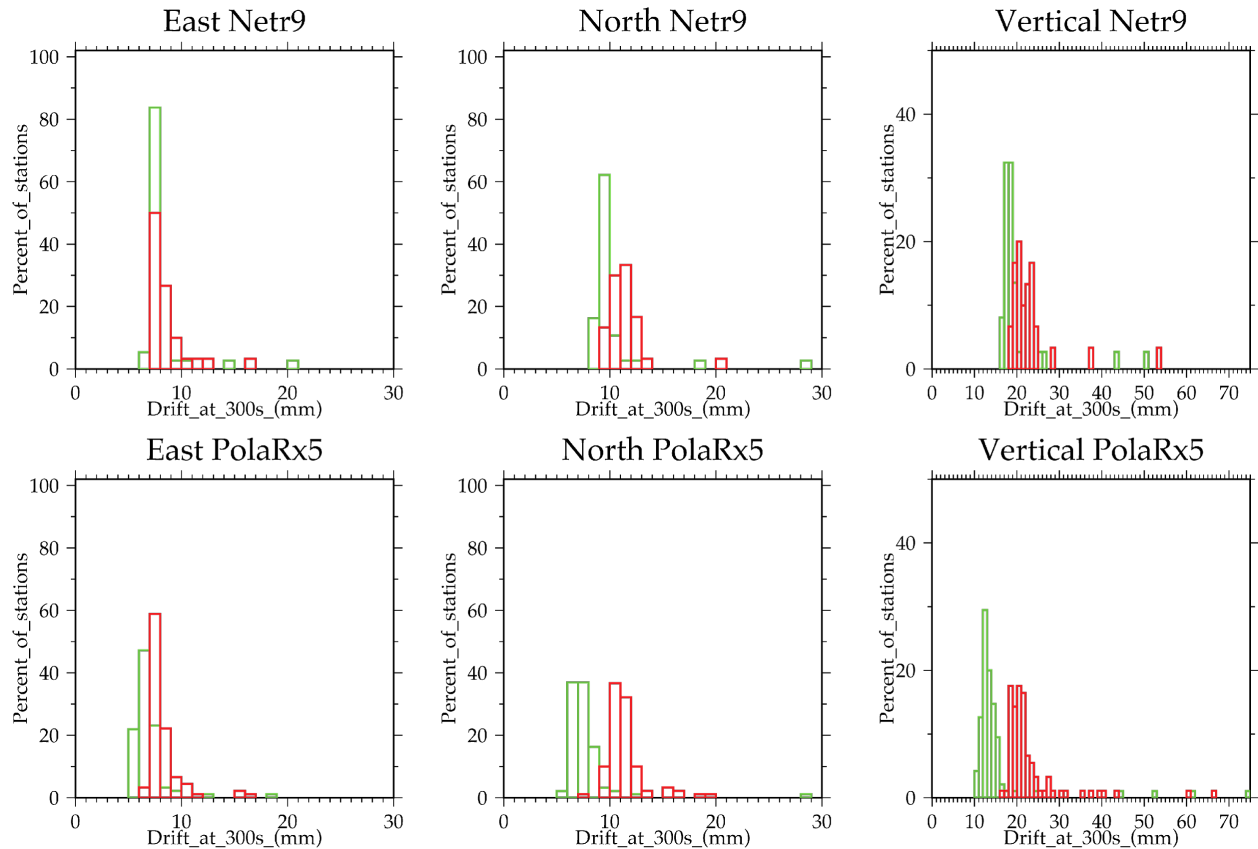 East Netr9
North Netr9
Vertical Netr9
Percent_of_stations
100
80
60
40
20
0
0 10 20 30
Drift_at_300s_(mm)
Percent_of_stations
100
80
60
40
20
0
0 10 20 30
Drift_at_300s_(mm)
Percent_of_stations
40
20
0
0 10 20 30 40 50 60 70
Drift_at_300s_(mm)
East PolaRx5
North PolaRx5
Vertical PolaRx5
Percent_of_stations
100
80
60
40
20
0
0 10 20 30
Drift_at_300s_(mm)
Percent_of_stations
100
80
60
40
20
0
0 10 20 30
Drift_at_300s_(mm)
Percent_of_stations
40
20
0
0 10 20 30 40 50 60 70
Drift_at_300s_(mm)